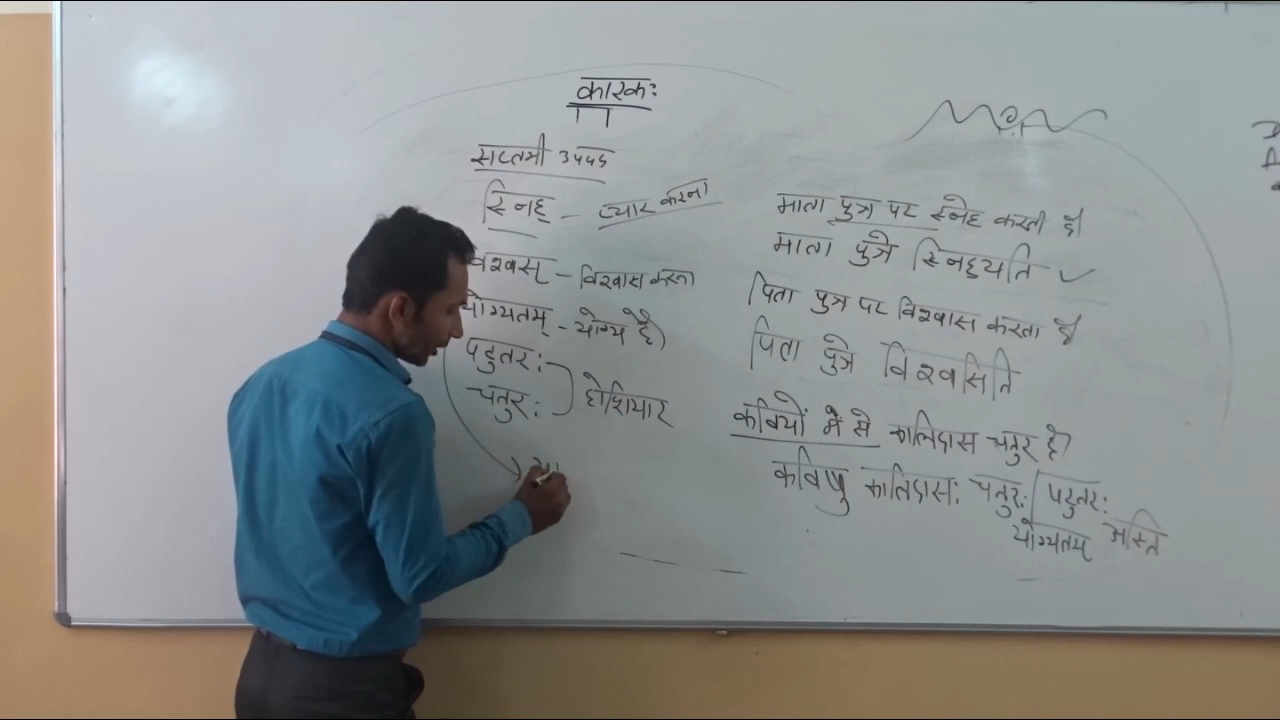 कारकः
सप्तमी उपपद
स्निह् - प्यार करना
विश्वस् - विश्वास करना
योग्यतम् - योग्य है
पटुतरः
चतुरः
होशियार
माता पुत्र पर स्नेह करती है
माता पुत्रे स्निह्यति ✓
पिता पुत्र पर विश्वास करता है
पिता पुत्रे विश्वसिति
कवियों में से कालिदास चतुर है
कविषु कालिदासः चतुरः पटुतरः
योग्यतम् अस्ति